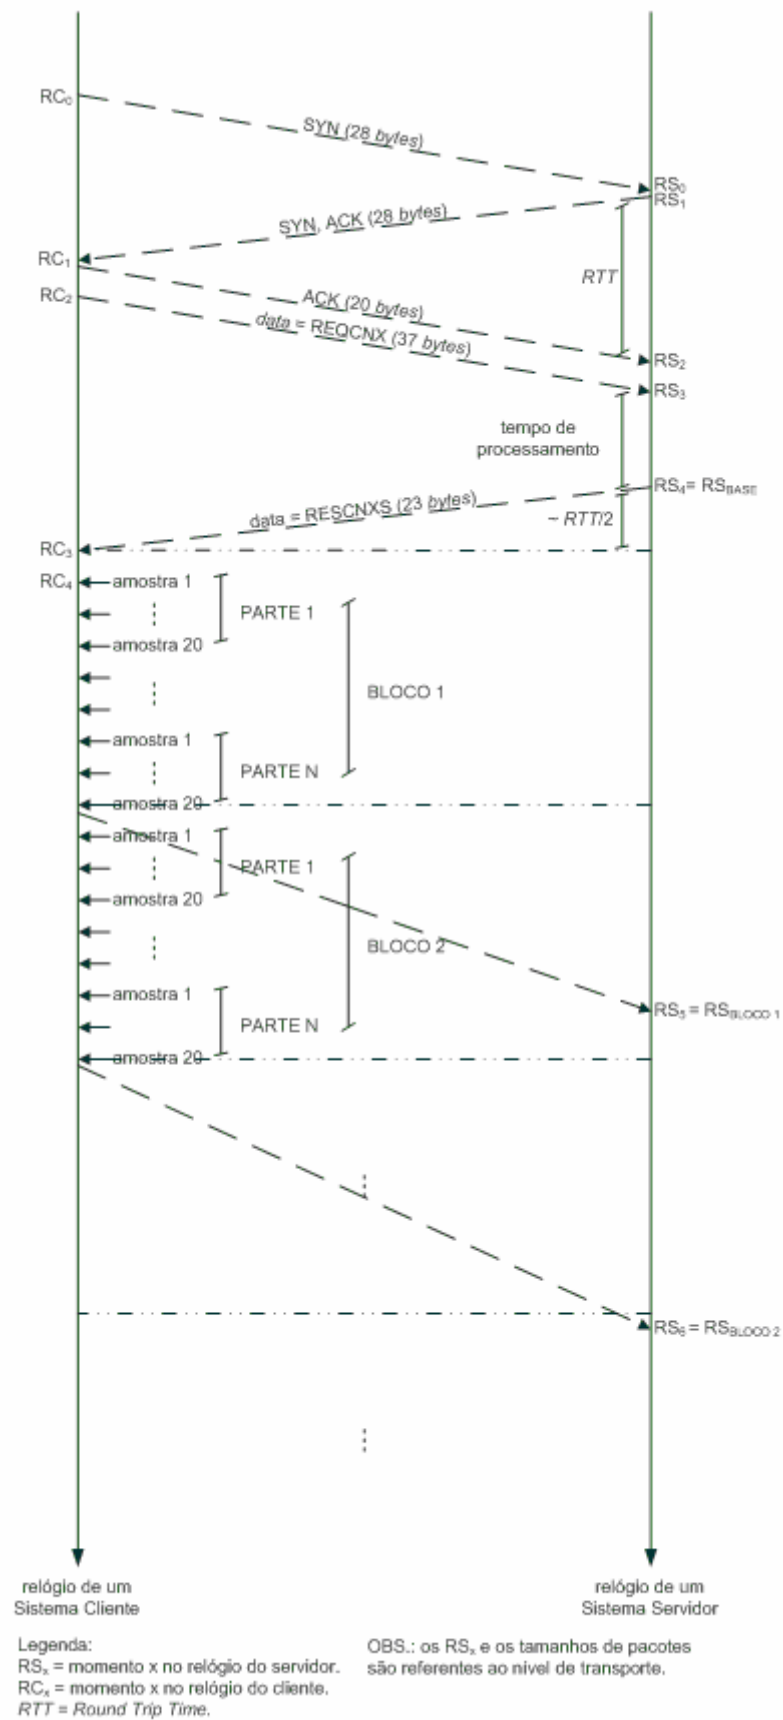 RC₀
SYN (28 bytes)
RS₀
RS₁
SYN, ACK (28 bytes)
RC₁
RTT
RC₂
ACK (20 bytes)
data = REQCNX (37 bytes)
RS₂
RS₃
tempo de
processamento
RS₄= RS_BASE
data = RESCNXS (23 bytes)
~ RTT/2
RC₃
RC₄
amostra 1
PARTE 1
amostra 20
BLOCO 1
amostra 1
PARTE N
amostra 20
amostra 1
PARTE 1
amostra 20
BLOCO 2
amostra 1
RS₅= RS_BLOCO 1
PARTE N
amostra 20
RS₆= RS_BLOCO 2
relógio de um
Sistema Cliente
relógio de um
Sistema Servidor
Legenda:
RSₓ = momento x no relógio do servidor.
RCₓ = momento x no relógio do cliente.
RTT = Round Trip Time.
OBS.: os RSₓ e os tamanhos de pacotes
são referentes ao nível de transporte.